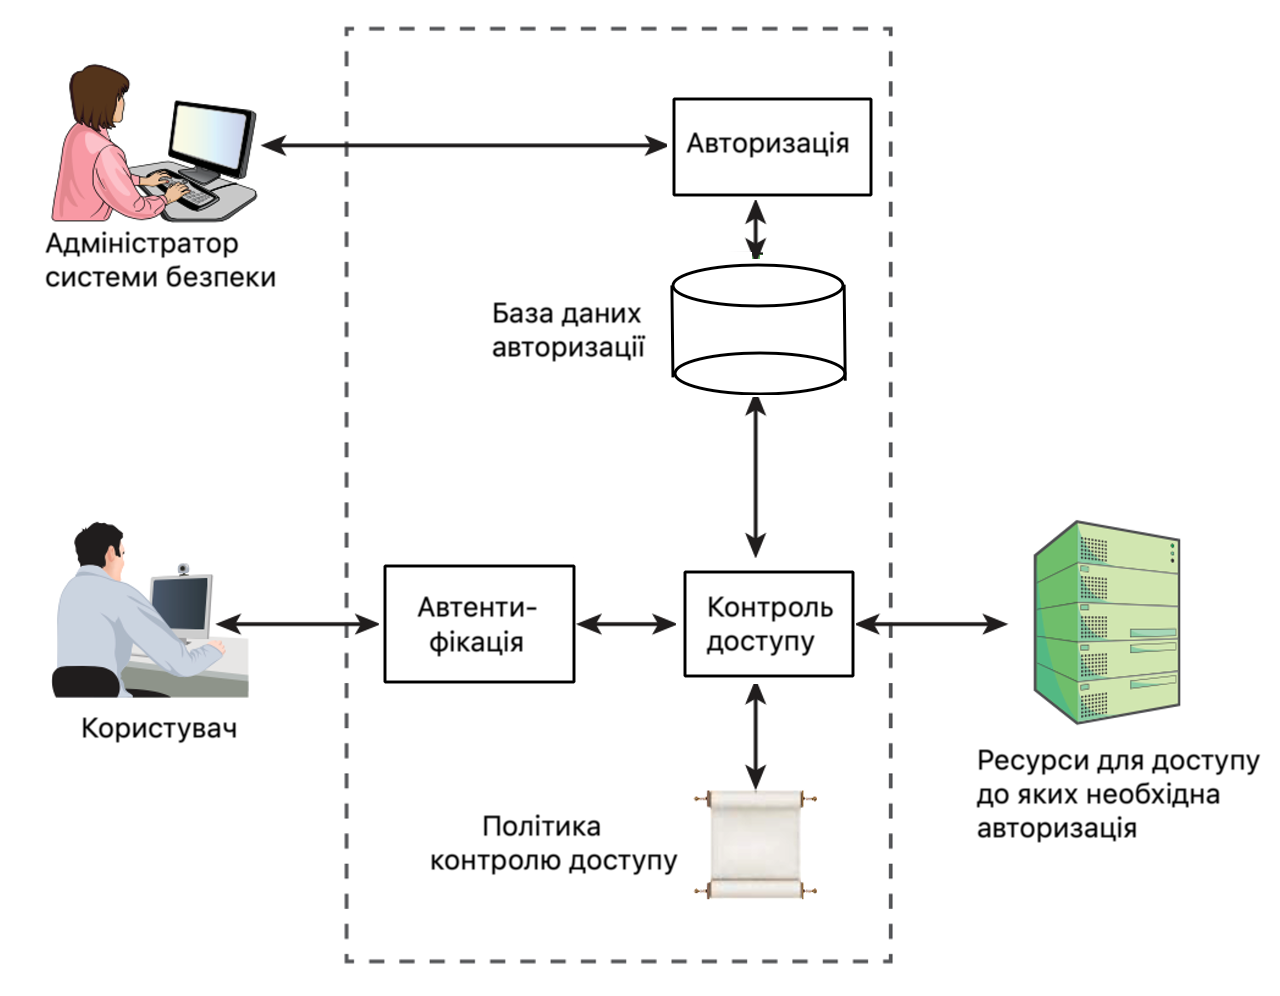 Авторизація
Адміністратор
системи безпеки
База даних
авторизації
Автенти-
фікація
Контроль
доступу
Користувач
Ресурси для доступу
до яких необхідна
авторизація
Політика
контролю доступу